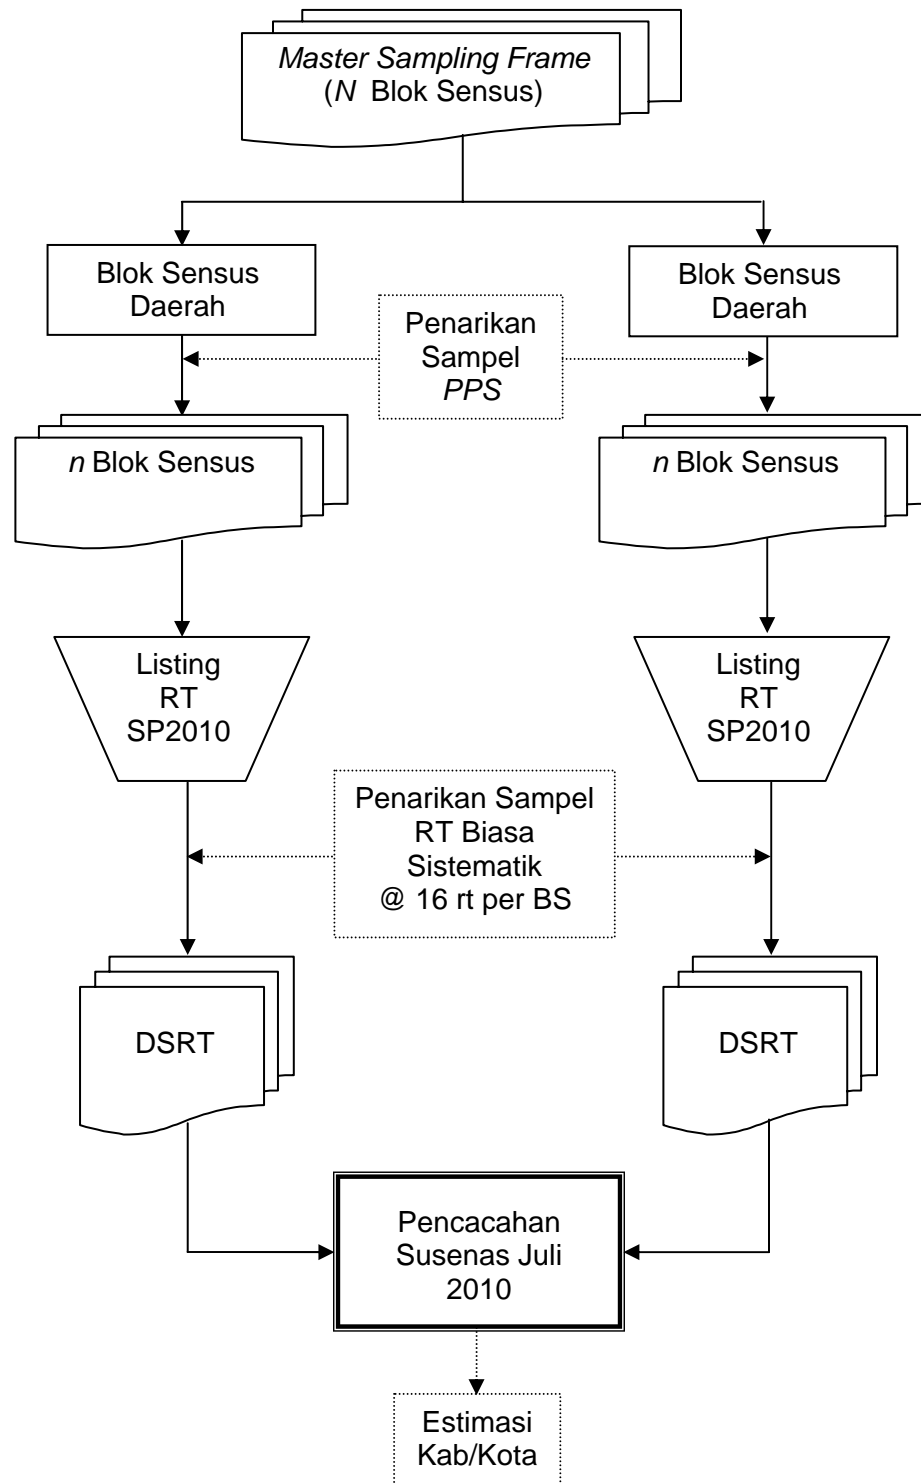 Master Sampling Frame
(N Blok Sensus)
Blok Sensus
Daerah
Blok Sensus
Daerah
Penarikan
Sampel
PPS
n Blok Sensus
n Blok Sensus
Listing
RT
SP2010
Listing
RT
SP2010
Penarikan Sampel
RT Biasa
Sistematik
@ 16 rt per BS
DSRT
DSRT
Pencacahan
Susenas Juli
2010
Estimasi
Kab/Kota